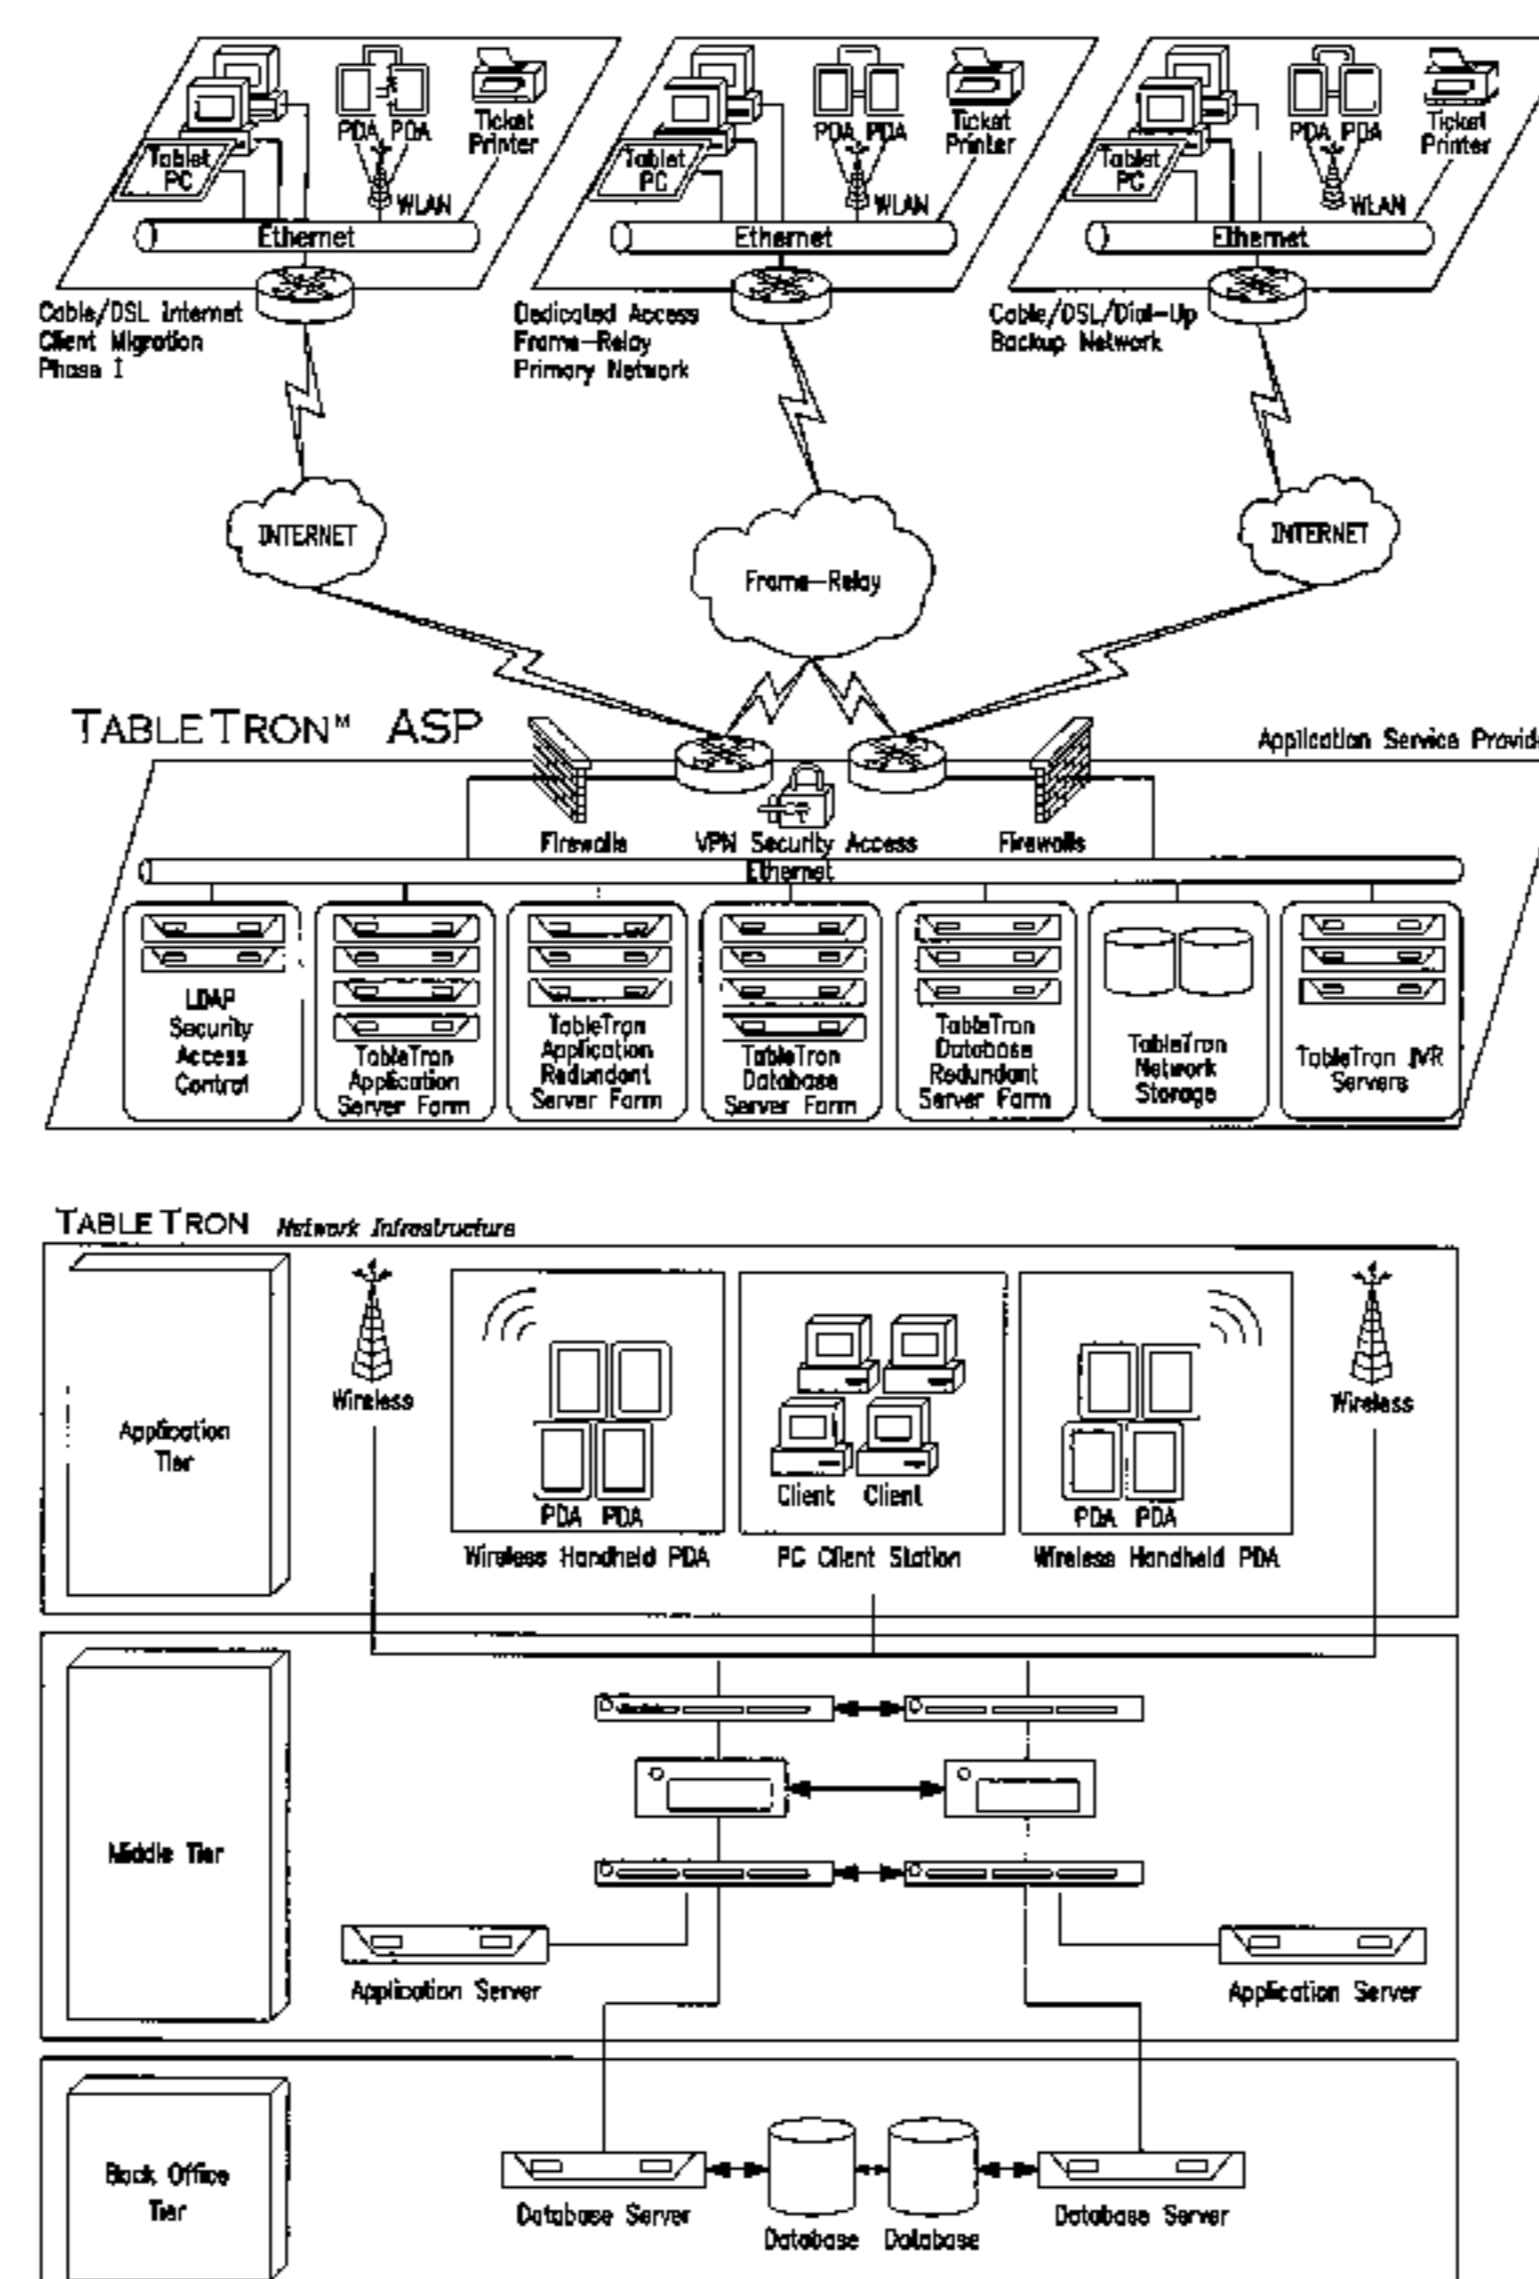 PDA PDA
Ticket
Printer
Tablet
PC
WLAN
Ethernet
Cable/DSL Internet
Client Migration
Phase I
PDA PDA
Ticket
Printer
Tablet
PC
WLAN
Ethernet
Dedicated Access
Frame-Relay
Primary Network
PDA PDA
Ticket
Printer
Tablet
PC
WLAN
Ethernet
Cable/DSL/Dial-Up
Backup Network
INTERNET
Frame-Relay
INTERNET
TABLETRON™ ASP
Application Service Provid
Firewalls
VPN Security Access
Firewalls
Ethernet
LDAP
Security
Access
Control
TableTron
Application
Server Farm
TableTron
Application
Redundant
Server Farm
TableTron
Database
Server Farm
TableTron
Database
Redundant
Server Farm
TableTron
Network
Storage
TableTron IVR
Servers
TABLETRON Network Infrastructure
Application
Tier
Wireless
PDA PDA
Wireless Handheld PDA
Client Client
PC Client Station
PDA PDA
Wireless Handheld PDA
Wireless
Middle Tier
Application Server
Application Server
Back Office
Tier
Database Server
Database Database
Database Server